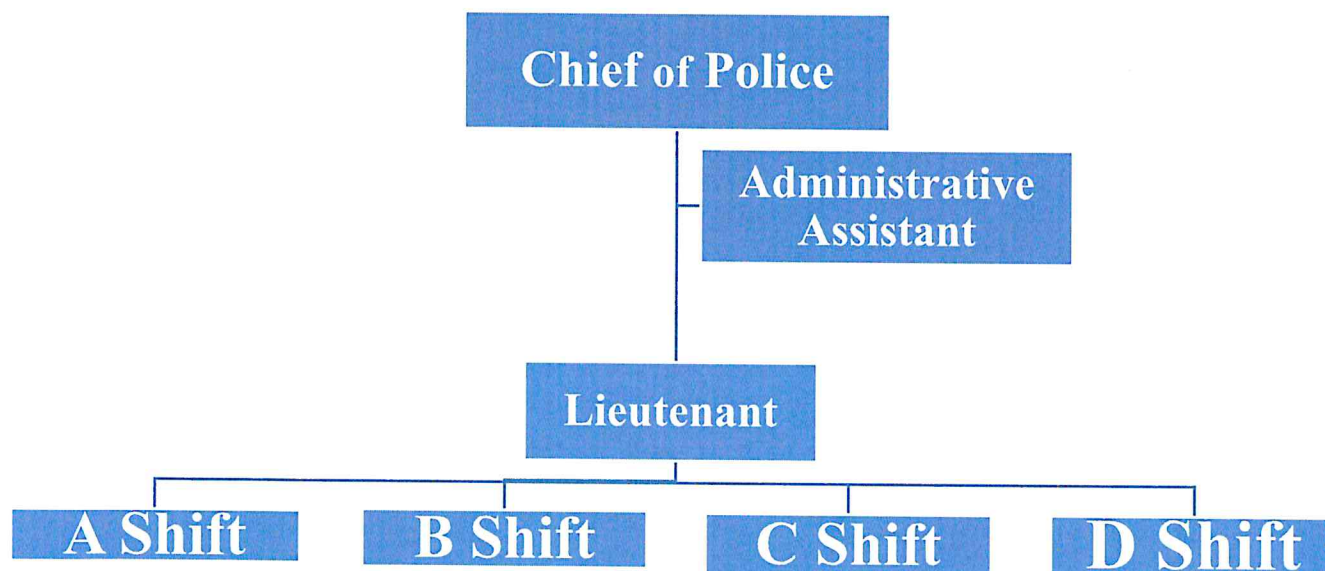 Chief of Police
Administrative
Assistant
Lieutenant
A Shift
B Shift
C Shift
D Shift